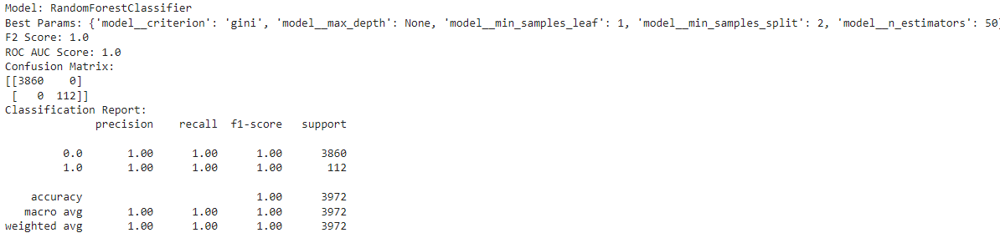 Model: RandomForestClassifier
Best Params: {'model__criterion': 'gini', 'model__max_depth': None, 'model__min_samples_leaf': 1, 'model__min_samples_split': 2, 'model__n_estimators': 50}
F2 Score: 1.0
ROC AUC Score: 1.0
Confusion Matrix:
[[3860    0]
 [   0  112]]
Classification Report:
              precision    recall  f1-score   support

         0.0       1.00      1.00      1.00      3860
         1.0       1.00      1.00      1.00       112

    accuracy                           1.00      3972
   macro avg       1.00      1.00      1.00      3972
weighted avg       1.00      1.00      1.00      3972